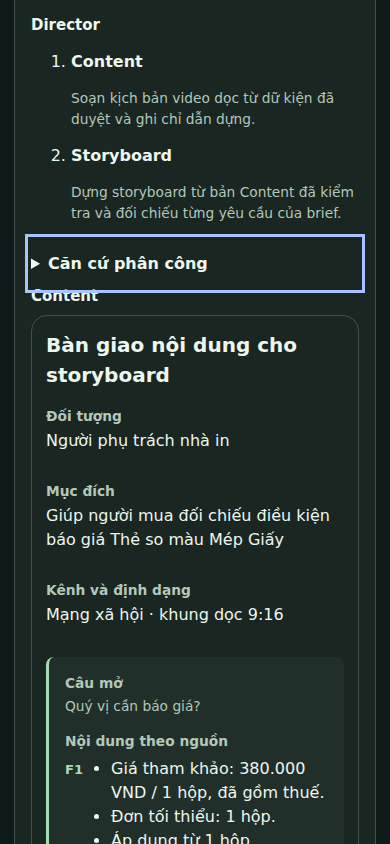 Director
1. Content
Soạn kịch bản video dọc từ dữ kiện đã
duyệt và ghi chỉ dẫn dựng.
2. Storyboard
Dựng storyboard từ bản Content đã kiểm
tra và đối chiếu từng yêu cầu của brief.
▶ Căn cứ phân công
Content
Bàn giao nội dung cho
storyboard
Đối tượng
Người phụ trách nhà in
Mục đích
Giúp người mua đối chiếu điều kiện
báo giá Thẻ so màu Mép Giấy
Kênh và định dạng
Mạng xã hội · khung dọc 9:16
Câu mở
Quý vị cần báo giá?
Nội dung theo nguồn
F1 • Giá tham khảo: 380.000
VND / 1 hộp, đã gồm thuế.
• Đơn tối thiểu: 1 hộp.
• Áp dụng từ 1 hộp